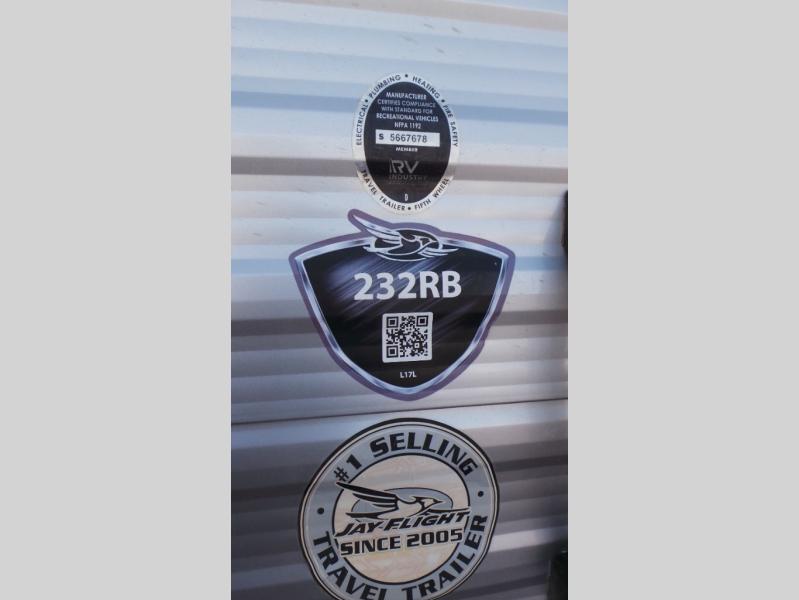 ELECTRICAL • PLUMBING • HEATING • FIRE SAFETY
MANUFACTURER
CERTIFIES COMPLIANCE
WITH STANDARD FOR
RECREATIONAL VEHICLES
NFPA 1192
S 5667678
MEMBER
RV
INDUSTRY
D
TRAVEL TRAILER • FIFTH WHEEL
232RB
L17L
#1 SELLING
JAY FLIGHT
SINCE 2005
• TRAVEL TRAILER •